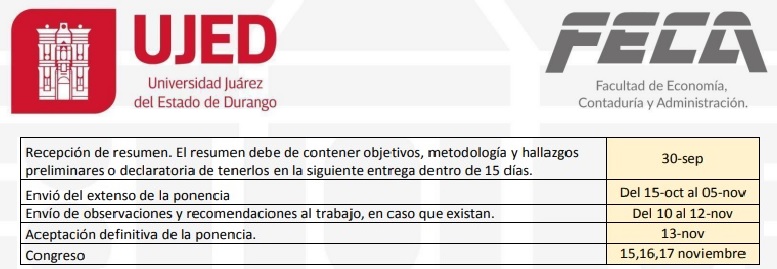 UJED
Universidad Juárez
del Estado de Durango
FECA
Facultad de Economía,
Contaduría y Administración.
Recepción de resumen. El resumen debe de contener objetivos, metodología y hallazgos
preliminares o declaratoria de tenerlos en la siguiente entrega dentro de 15 días.
30-sep
Envió del extenso de la ponencia
Del 15-oct al 05-nov
Envío de observaciones y recomendaciones al trabajo, en caso que existan.
Del 10 al 12-nov
Aceptación definitiva de la ponencia.
13-nov
Congreso
15,16,17 noviembre